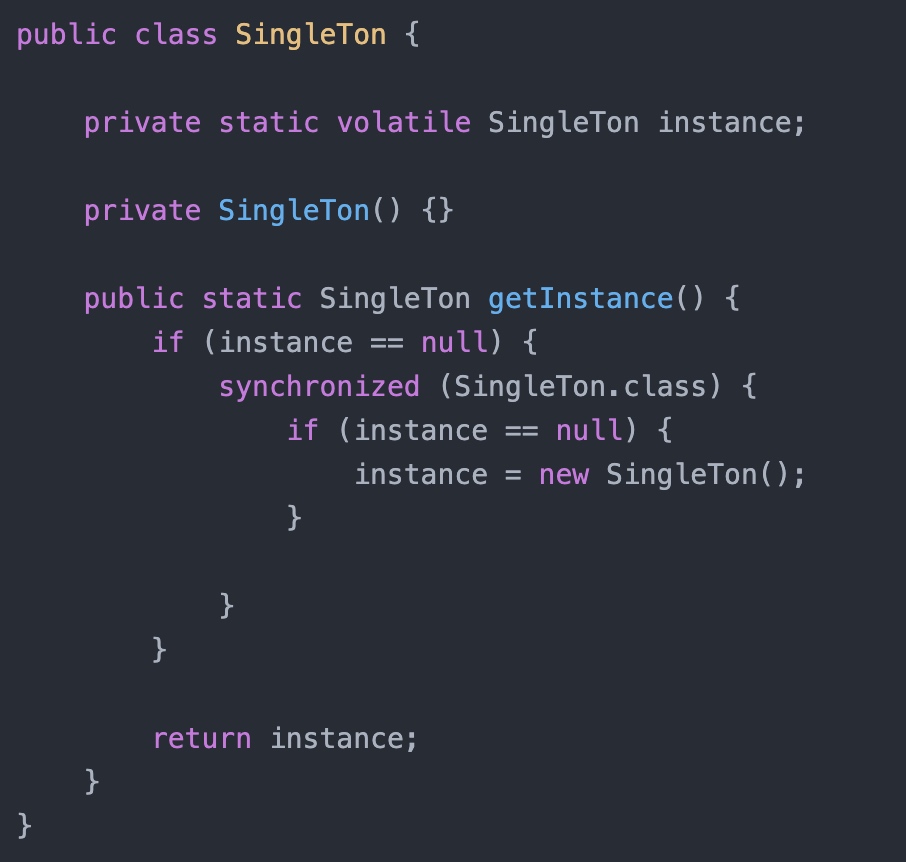 public class SingleTon {
    private static volatile SingleTon instance;
    private SingleTon() {}
    public static SingleTon getInstance() {
        if (instance == null) {
            synchronized (SingleTon.class) {
                if (instance == null) {
                    instance = new SingleTon();
                }
            }
        }
        return instance;
    }
}